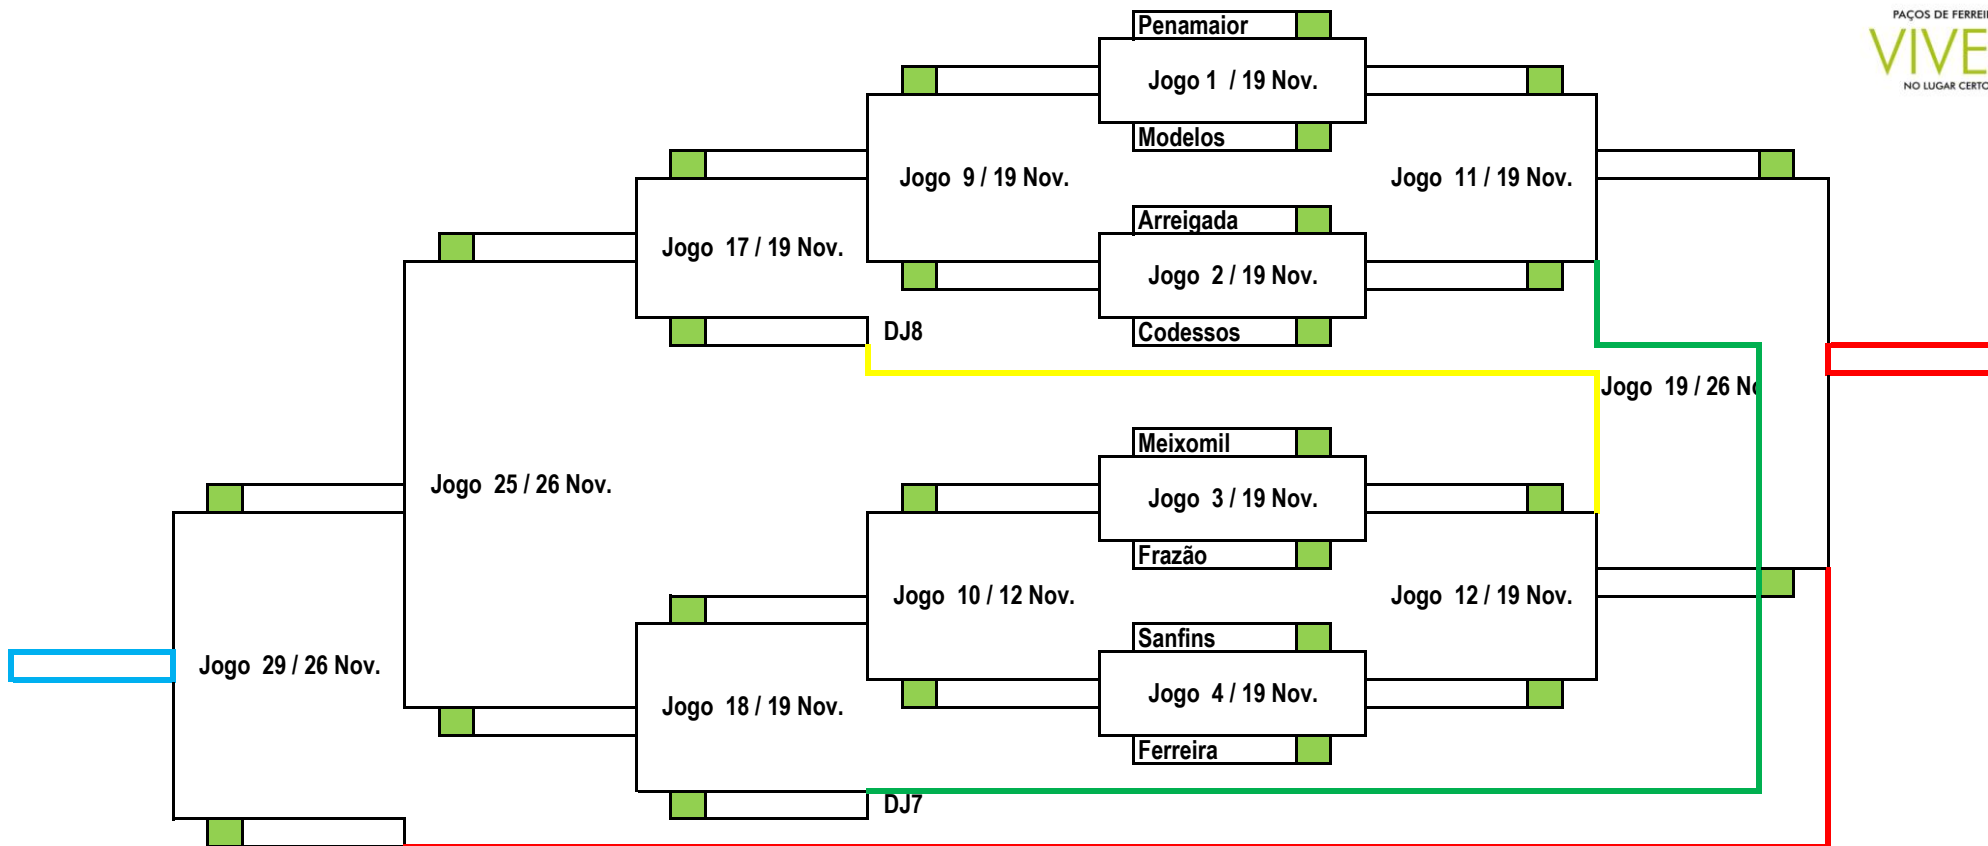 PAÇOS DE FERREI
VIVE
NO LUGAR CERTO
Penamaior
Jogo 1 / 19 Nov.
Modelos
Jogo 9 / 19 Nov.
Jogo 11 / 19 Nov.
Arreigada
Jogo 17 / 19 Nov.
Jogo 2 / 19 Nov.
DJ8
Codessos
Jogo 19 / 26 No
Meixomil
Jogo 25 / 26 Nov.
Jogo 3 / 19 Nov.
Frazão
Jogo 10 / 12 Nov.
Jogo 12 / 19 Nov.
Sanfins
Jogo 29 / 26 Nov.
Jogo 18 / 19 Nov.
Jogo 4 / 19 Nov.
Ferreira
DJ7